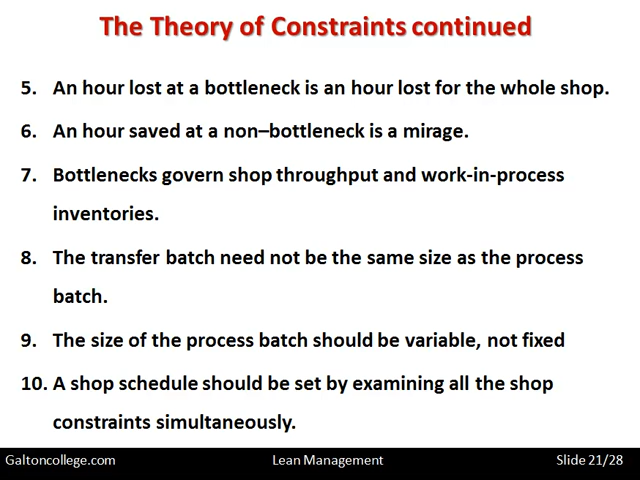 The Theory of Constraints continued
5. An hour lost at a bottleneck is an hour lost for the whole shop.
6. An hour saved at a non–bottleneck is a mirage.
7. Bottlenecks govern shop throughput and work-in-process
inventories.
8. The transfer batch need not be the same size as the process
batch.
9. The size of the process batch should be variable, not fixed
10. A shop schedule should be set by examining all the shop
constraints simultaneously.
Galtoncollege.com Lean Management Slide 21/28